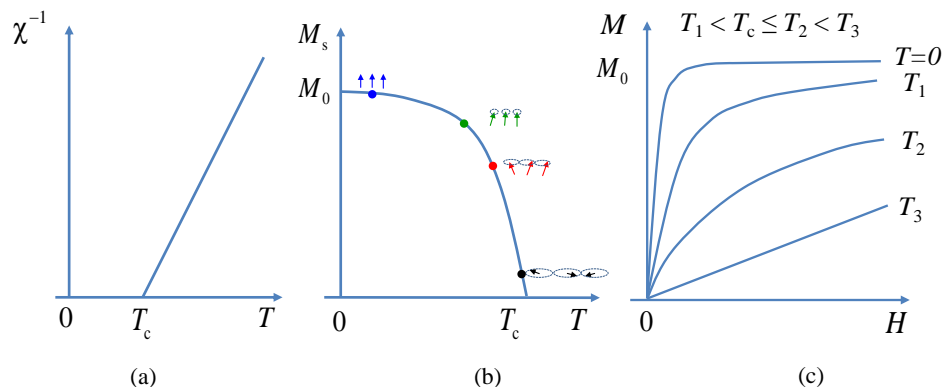 χ⁻¹
0
T_c
T
(a)
M_s
M_0
0
T_c
T
(b)
M
T_1 < T_c ≤ T_2 < T_3
M_0
T=0
T_1
T_2
T_3
0
H
(c)